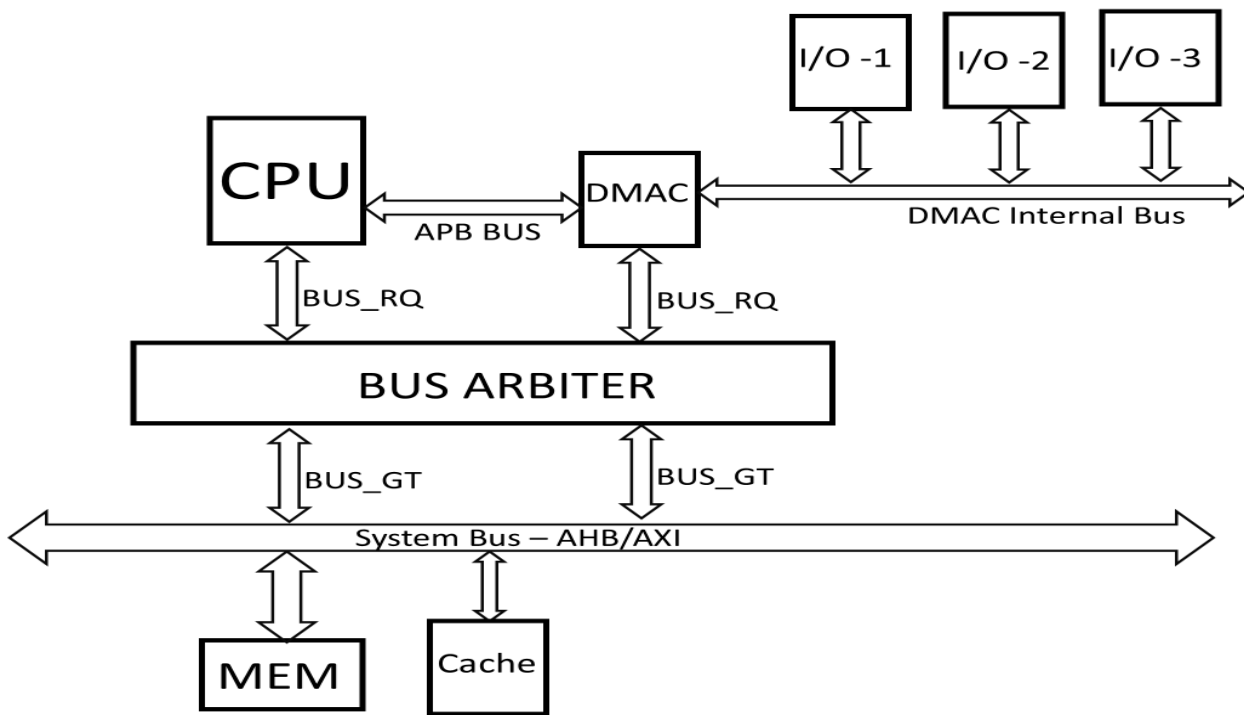 I/O -1
I/O -2
I/O -3
CPU
DMAC
APB BUS
DMAC Internal Bus
BUS_RQ
BUS_RQ
BUS ARBITER
BUS_GT
BUS_GT
System Bus – AHB/AXI
MEM
Cache